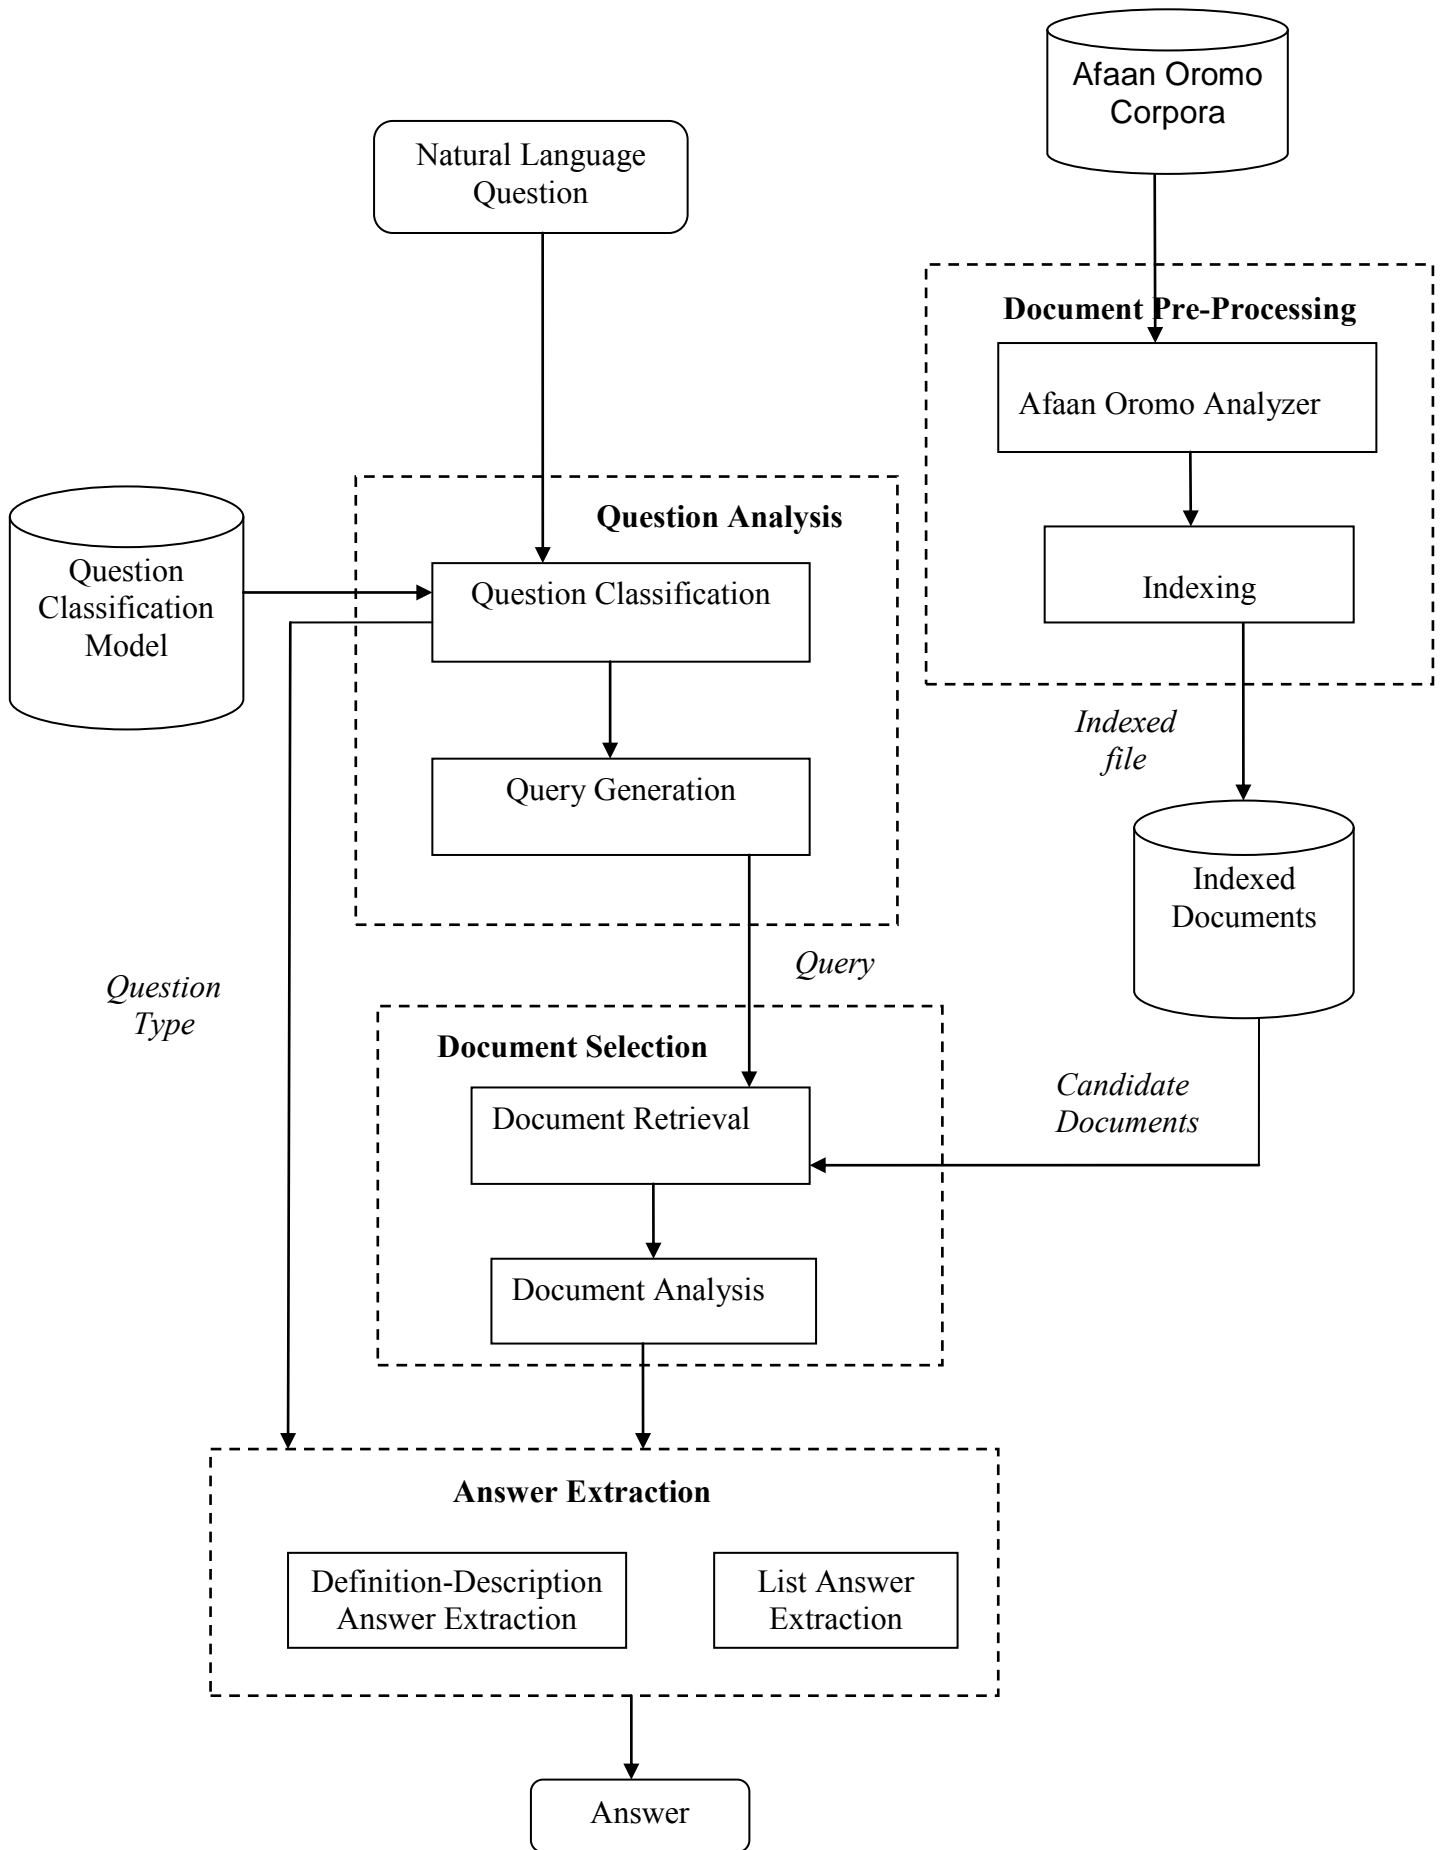 Afaan Oromo
Corpora
Natural Language
Question
Document Pre-Processing
Afaan Oromo Analyzer
Indexing
Question Analysis
Question
Classification
Model
Question Classification
Query Generation
Indexed
file
Indexed
Documents
Query
Question
Type
Document Selection
Document Retrieval
Candidate
Documents
Document Analysis
Answer Extraction
Definition-Description
Answer Extraction
List Answer
Extraction
Answer